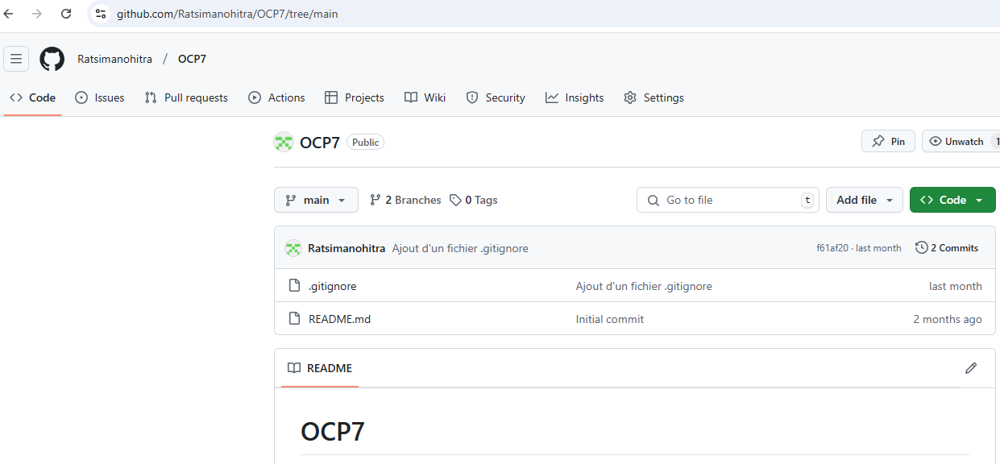 github.com/Ratsimanohitra/OCP7/tree/main
Ratsimanohitra / OCP7
Code Issues Pull requests Actions Projects Wiki Security Insights Settings
OCP7 Public Pin Unwatch 1
main 2 Branches 0 Tags Go to file t Add file Code
Ratsimanohitra Ajout d'un fichier .gitignore f61af20 · last month 2 Commits
.gitignore Ajout d'un fichier .gitignore last month
README.md Initial commit 2 months ago
README
OCP7